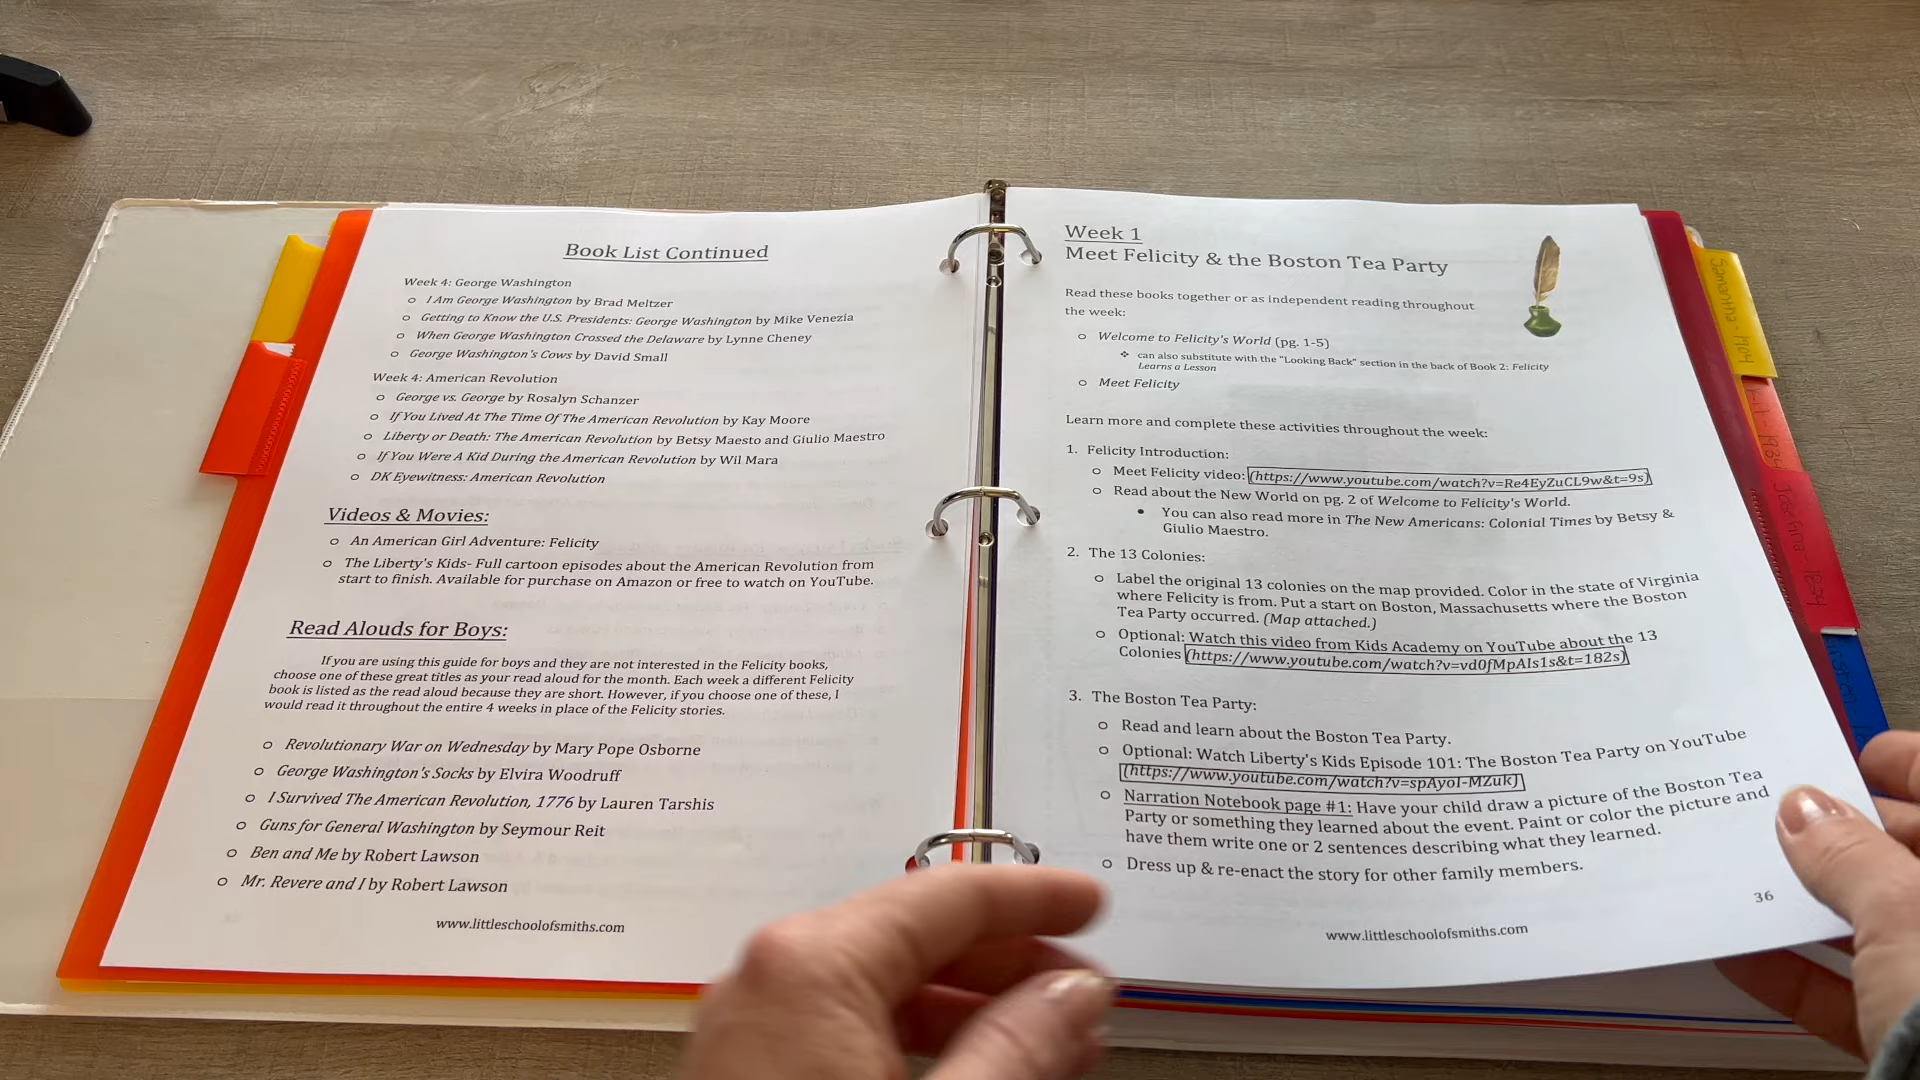 Book List Continued
Week 4: George Washington
o I Am George Washington by Brad Meltzer
o Getting to Know the U.S. Presidents: George Washington by Mike Venezia
o When George Washington Crossed the Delaware by Lynne Cheney
o George Washington's Cows by David Small
Week 4: American Revolution
o George vs. George by Rosalyn Schanzer
o If You Lived At The Time Of The American Revolution by Kay Moore
o Liberty or Death: The American Revolution by Betsy Maesto and Giulio Maestro
o If You Were A Kid During the American Revolution by Wil Mara
o DK Eyewitness: American Revolution
Videos & Movies:
o An American Girl Adventure: Felicity
o The Liberty's Kids- Full cartoon episodes about the American Revolution from
start to finish. Available for purchase on Amazon or free to watch on YouTube.
Read Alouds for Boys:
If you are using this guide for boys and they are not interested in the Felicity books,
choose one of these great titles as your read aloud for the month. Each week a different Felicity
book is listed as the read aloud because they are short. However, if you choose one of these, I
would read it throughout the entire 4 weeks in place of the Felicity stories.
o Revolutionary War on Wednesday by Mary Pope Osborne
o George Washington's Socks by Elvira Woodruff
o I Survived The American Revolution, 1776 by Lauren Tarshis
o Guns for General Washington by Seymour Reit
o Ben and Me by Robert Lawson
o Mr. Revere and I by Robert Lawson
www.littleschoolofsmiths.com
Week 1
Meet Felicity & the Boston Tea Party
Read these books together or as independent reading throughout
the week:
o Welcome to Felicity's World (pg. 1-5)
❖ can also substitute with the "Looking Back" section in the back of Book 2: Felicity
Learns a Lesson
o Meet Felicity
Learn more and complete these activities throughout the week:
1. Felicity Introduction:
o Meet Felicity video: (https://www.youtube.com/watch?v=Re4EyZuCL9w&t=9s)
o Read about the New World on pg. 2 of Welcome to Felicity's World.
• You can also read more in The New Americans: Colonial Times by Betsy &
Giulio Maestro.
2. The 13 Colonies:
o Label the original 13 colonies on the map provided. Color in the state of Virginia
where Felicity is from. Put a start on Boston, Massachusetts where the Boston
Tea Party occurred. (Map attached.)
o Optional: Watch this video from Kids Academy on YouTube about the 13
Colonies (https://www.youtube.com/watch?v=vd0fMpAIs1s&t=182s)
3. The Boston Tea Party:
o Read and learn about the Boston Tea Party.
o Optional: Watch Liberty's Kids Episode 101: The Boston Tea Party on YouTube
(https://www.youtube.com/watch?v=spAyoI-MZuk)
o Narration Notebook page #1: Have your child draw a picture of the Boston Tea
Party or something they learned about the event. Paint or color the picture and
have them write one or 2 sentences describing what they learned.
o Dress up & re-enact the story for other family members.
36
www.littleschoolofsmiths.com
Samantha - 1904
- 1934
Josefina - 1824
Kirsten -